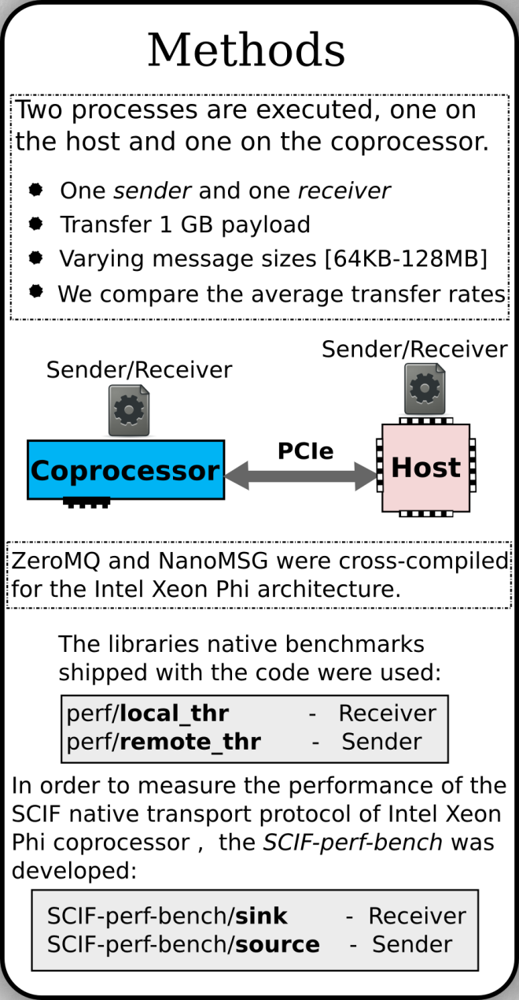 Methods
Two processes are executed, one on
the host and one on the coprocessor.
One sender and one receiver
Transfer 1 GB payload
Varying message sizes [64KB-128MB]
We compare the average transfer rates
Sender/Receiver
Sender/Receiver
PCIe
Coprocessor
Host
ZeroMQ and NanoMSG were cross-compiled
for the Intel Xeon Phi architecture.
The libraries native benchmarks
shipped with the code were used:
perf/local_thr - Receiver
perf/remote_thr - Sender
In order to measure the performance of the
SCIF native transport protocol of Intel Xeon
Phi coprocessor , the SCIF-perf-bench was
developed:
SCIF-perf-bench/sink - Receiver
SCIF-perf-bench/source - Sender